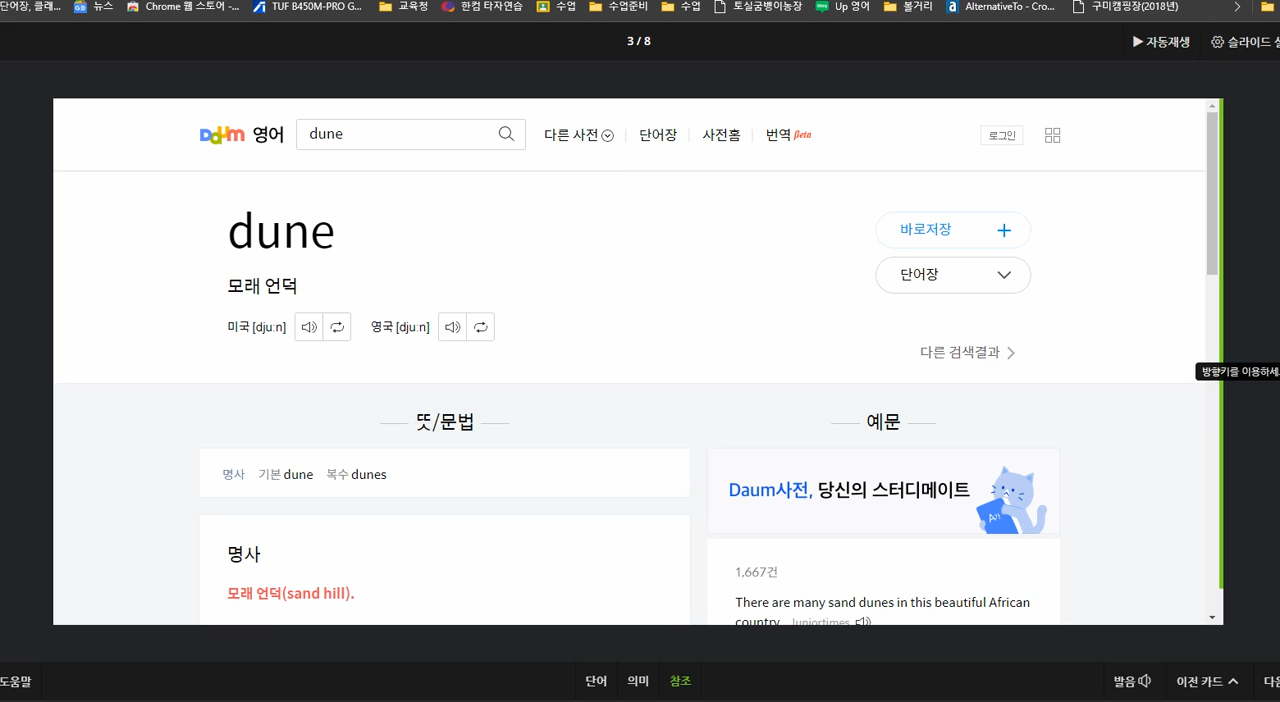 단어장, 클래... 뉴스 Chrome 웹 스토어 -... TUF B450M-PRO G... 교육청 한컴 타자연습 수업 수업준비 수업 토실궁뱅이농장 Up 영어 볼거리 AlternativeTo - Cro... 구미캠핑장(2018년)
3 / 8 자동재생 슬라이드
Daum 영어 dune 다른 사전 단어장 사전홈 번역 Beta 로그인
dune
바로저장
단어장
모래 언덕
미국 [djuːn] 영국 [djuːn]
다른 검색결과
방향키를 이용하세
뜻/문법 예문
명사 기본 dune 복수 dunes
Daum사전, 당신의 스터디메이트
명사
모래 언덕(sand hill).
1,667건
There are many sand dunes in this beautiful African
country. Juniortimes
도움말 단어 의미 참조 발음 이전 카드